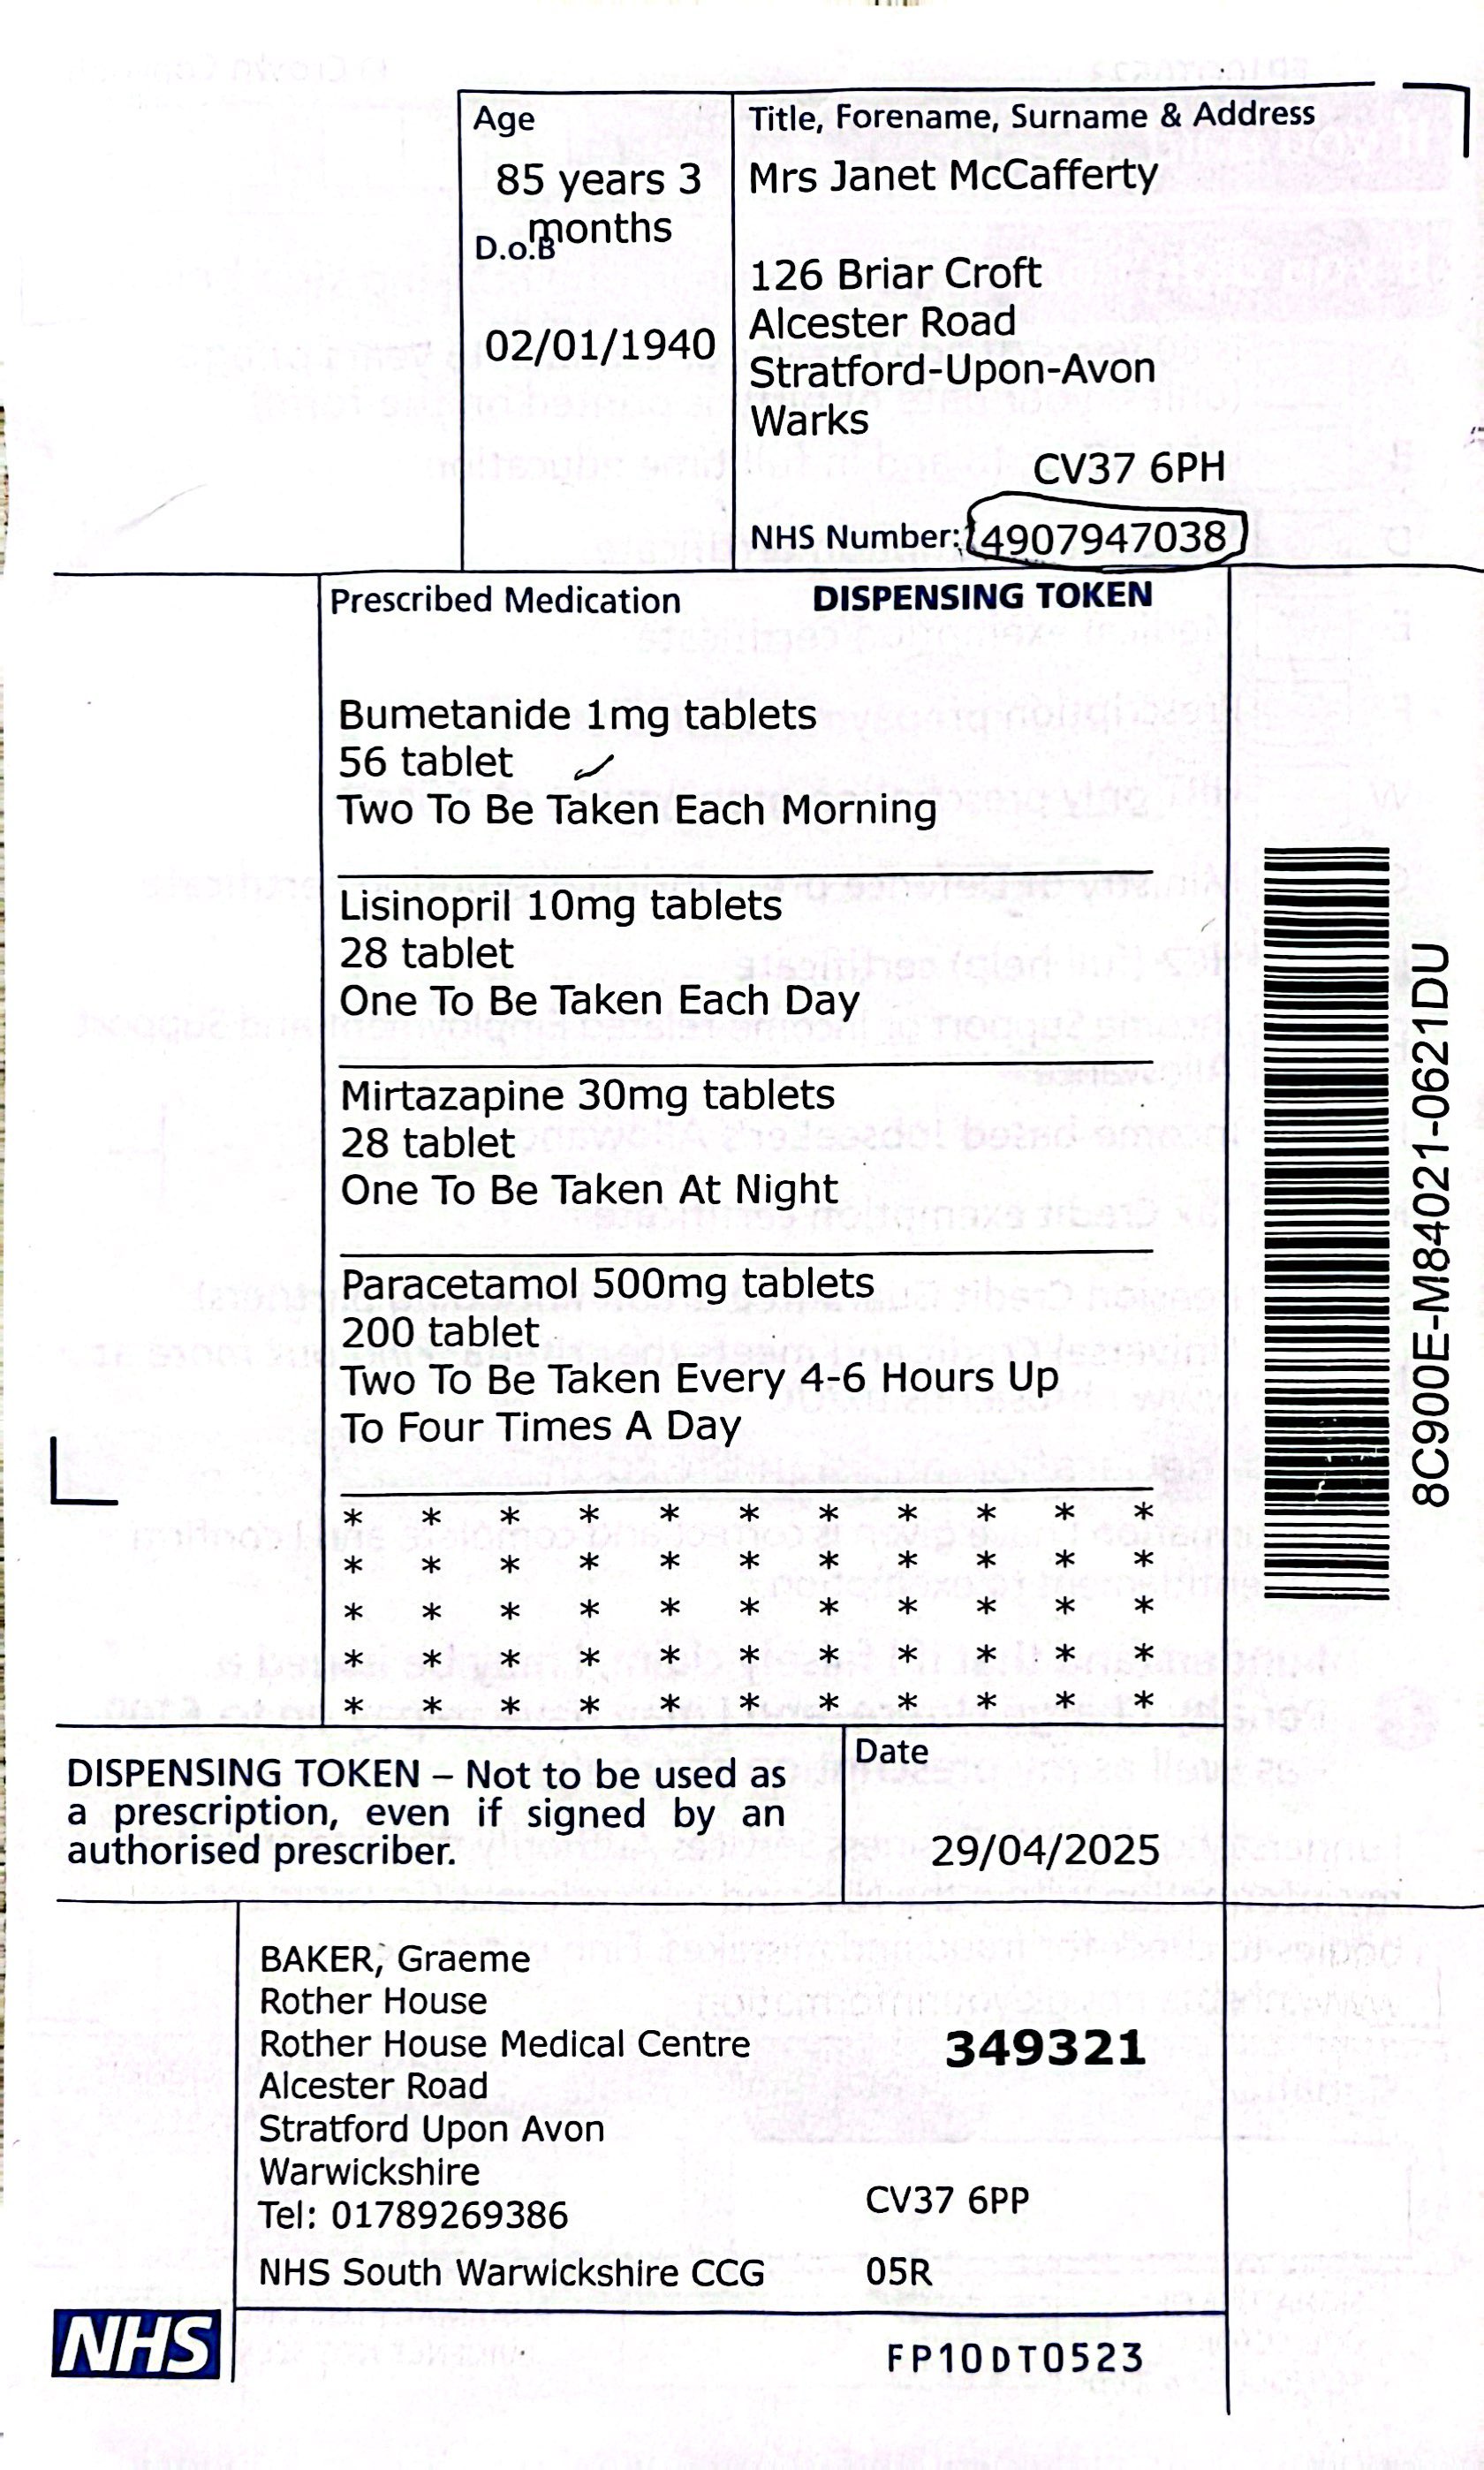 Age
85 years 3
months
D.o.B
02/01/1940
Title, Forename, Surname & Address
Mrs Janet McCafferty
126 Briar Croft
Alcester Road
Stratford-Upon-Avon
Warks
CV37 6PH
NHS Number: 4907947038
Prescribed Medication DISPENSING TOKEN
Bumetanide 1mg tablets
56 tablet
Two To Be Taken Each Morning
Lisinopril 10mg tablets
28 tablet
One To Be Taken Each Day
Mirtazapine 30mg tablets
28 tablet
One To Be Taken At Night
Paracetamol 500mg tablets
200 tablet
Two To Be Taken Every 4-6 Hours Up
To Four Times A Day
* * * * * * * * * * *
* * * * * * * * * * *
* * * * * * * * * * *
* * * * * * * * * * *
* * * * * * * * * * *
8C900E-M84021-0621DU
DISPENSING TOKEN – Not to be used as
a prescription, even if signed by an
authorised prescriber.
Date
29/04/2025
BAKER, Graeme
Rother House
Rother House Medical Centre 349321
Alcester Road
Stratford Upon Avon
Warwickshire
CV37 6PP
Tel: 01789269386
NHS South Warwickshire CCG 05R
NHS
FP10DT0523